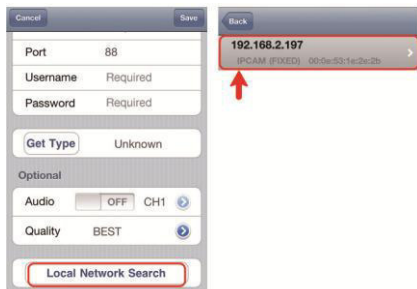 Cancel Save
Port 88
Username Required
Password Required
Get Type Unknown
Optional
Audio OFF CH1
Quality BEST
Local Network Search
Back
192.168.2.197
IPCAM (FIXED) 00:0e:53:1e:2e:2b